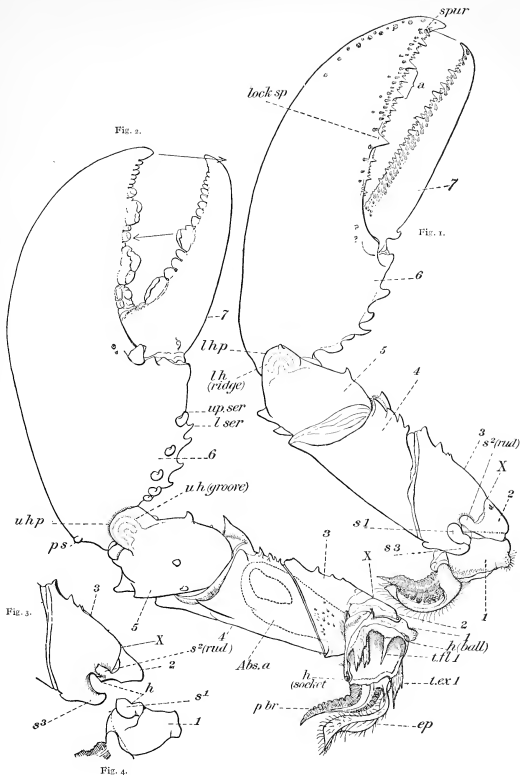 spur
a
lock sp
Fig. 2.
7
Fig. 1.
?
?
6
7
l h p
5
4
l h
(ridge)
3
up. ser
l ser
s² (rud)
X
6
2
u h (groove)
s 1
u h p
3
s 3
p s
X
1
3
Fig. 3.
2
X
5
4
1
2
h (ball)
s² (rud)
Abs. a
t. fl 1
h
h
(socket
t. ex 1
s¹
s³
p br
1
ep
Fig. 4.